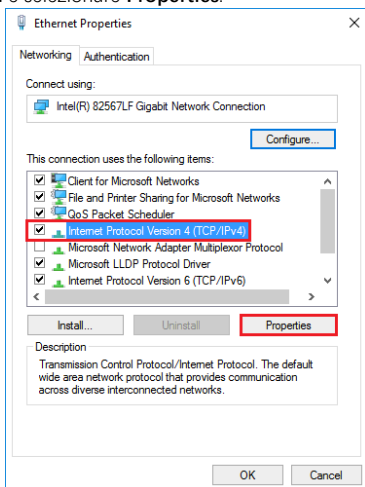 e selezionare Properties.
Ethernet Properties
Networking Authentication
Connect using:
Intel(R) 82567LF Gigabit Network Connection
Configure...
This connection uses the following items:
Client for Microsoft Networks
File and Printer Sharing for Microsoft Networks
QoS Packet Scheduler
Internet Protocol Version 4 (TCP/IPv4)
Microsoft Network Adapter Multiplexor Protocol
Microsoft LLDP Protocol Driver
Internet Protocol Version 6 (TCP/IPv6)
Install... Uninstall Properties
Description
Transmission Control Protocol/Internet Protocol. The default
wide area network protocol that provides communication
across diverse interconnected networks.
OK Cancel